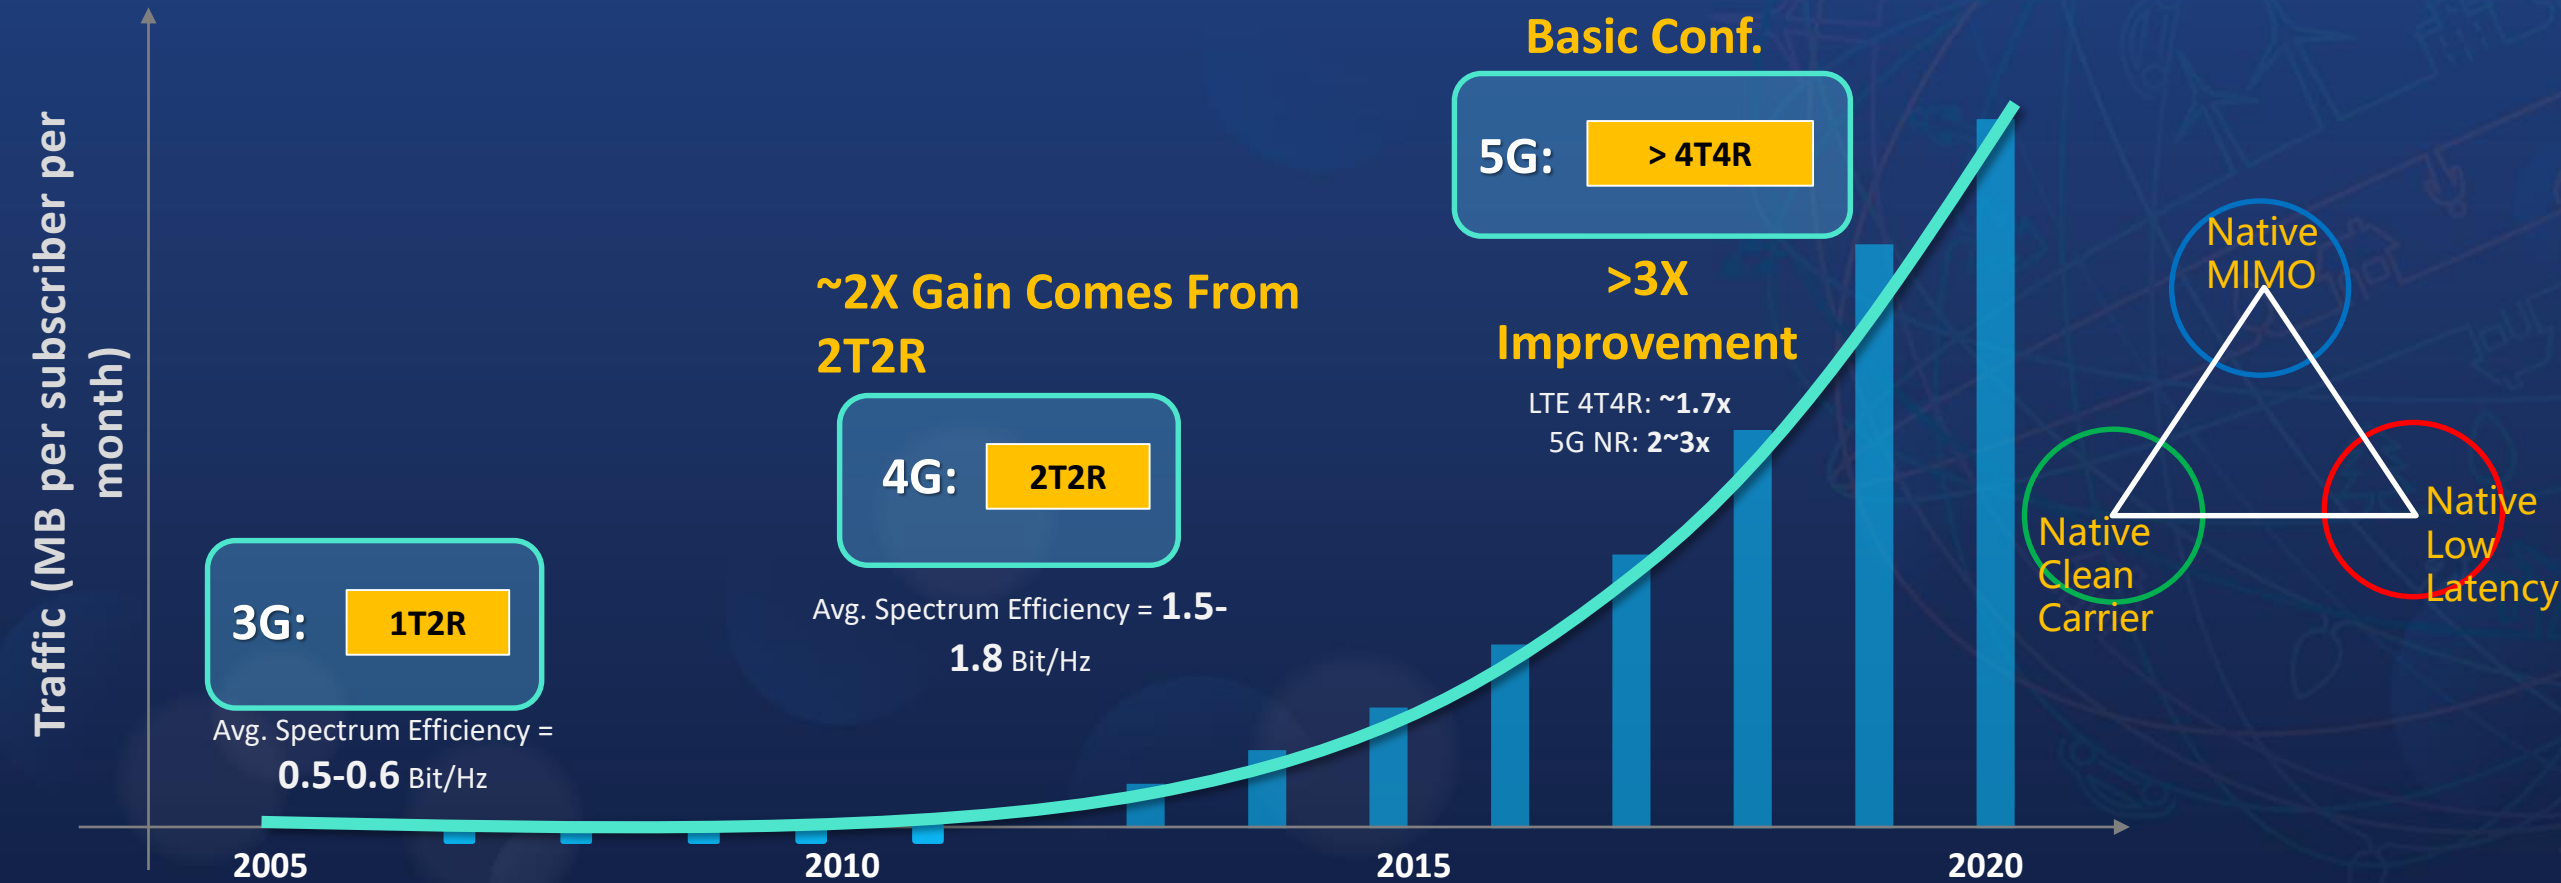 Traffic (MB per subscriber per
month)
3G:
1T2R
Avg. Spectrum Efficiency =
0.5-0.6 Bit/Hz
~2X Gain Comes From
2T2R
4G:
2T2R
Avg. Spectrum Efficiency = 1.5-
1.8 Bit/Hz
Basic Conf.
5G:
> 4T4R
>3X
Improvement
LTE 4T4R: ~1.7x
5G NR: 2~3x
Native
MIMO
Native
Clean
Carrier
Native
Low
Latency
2005
2010
2015
2020